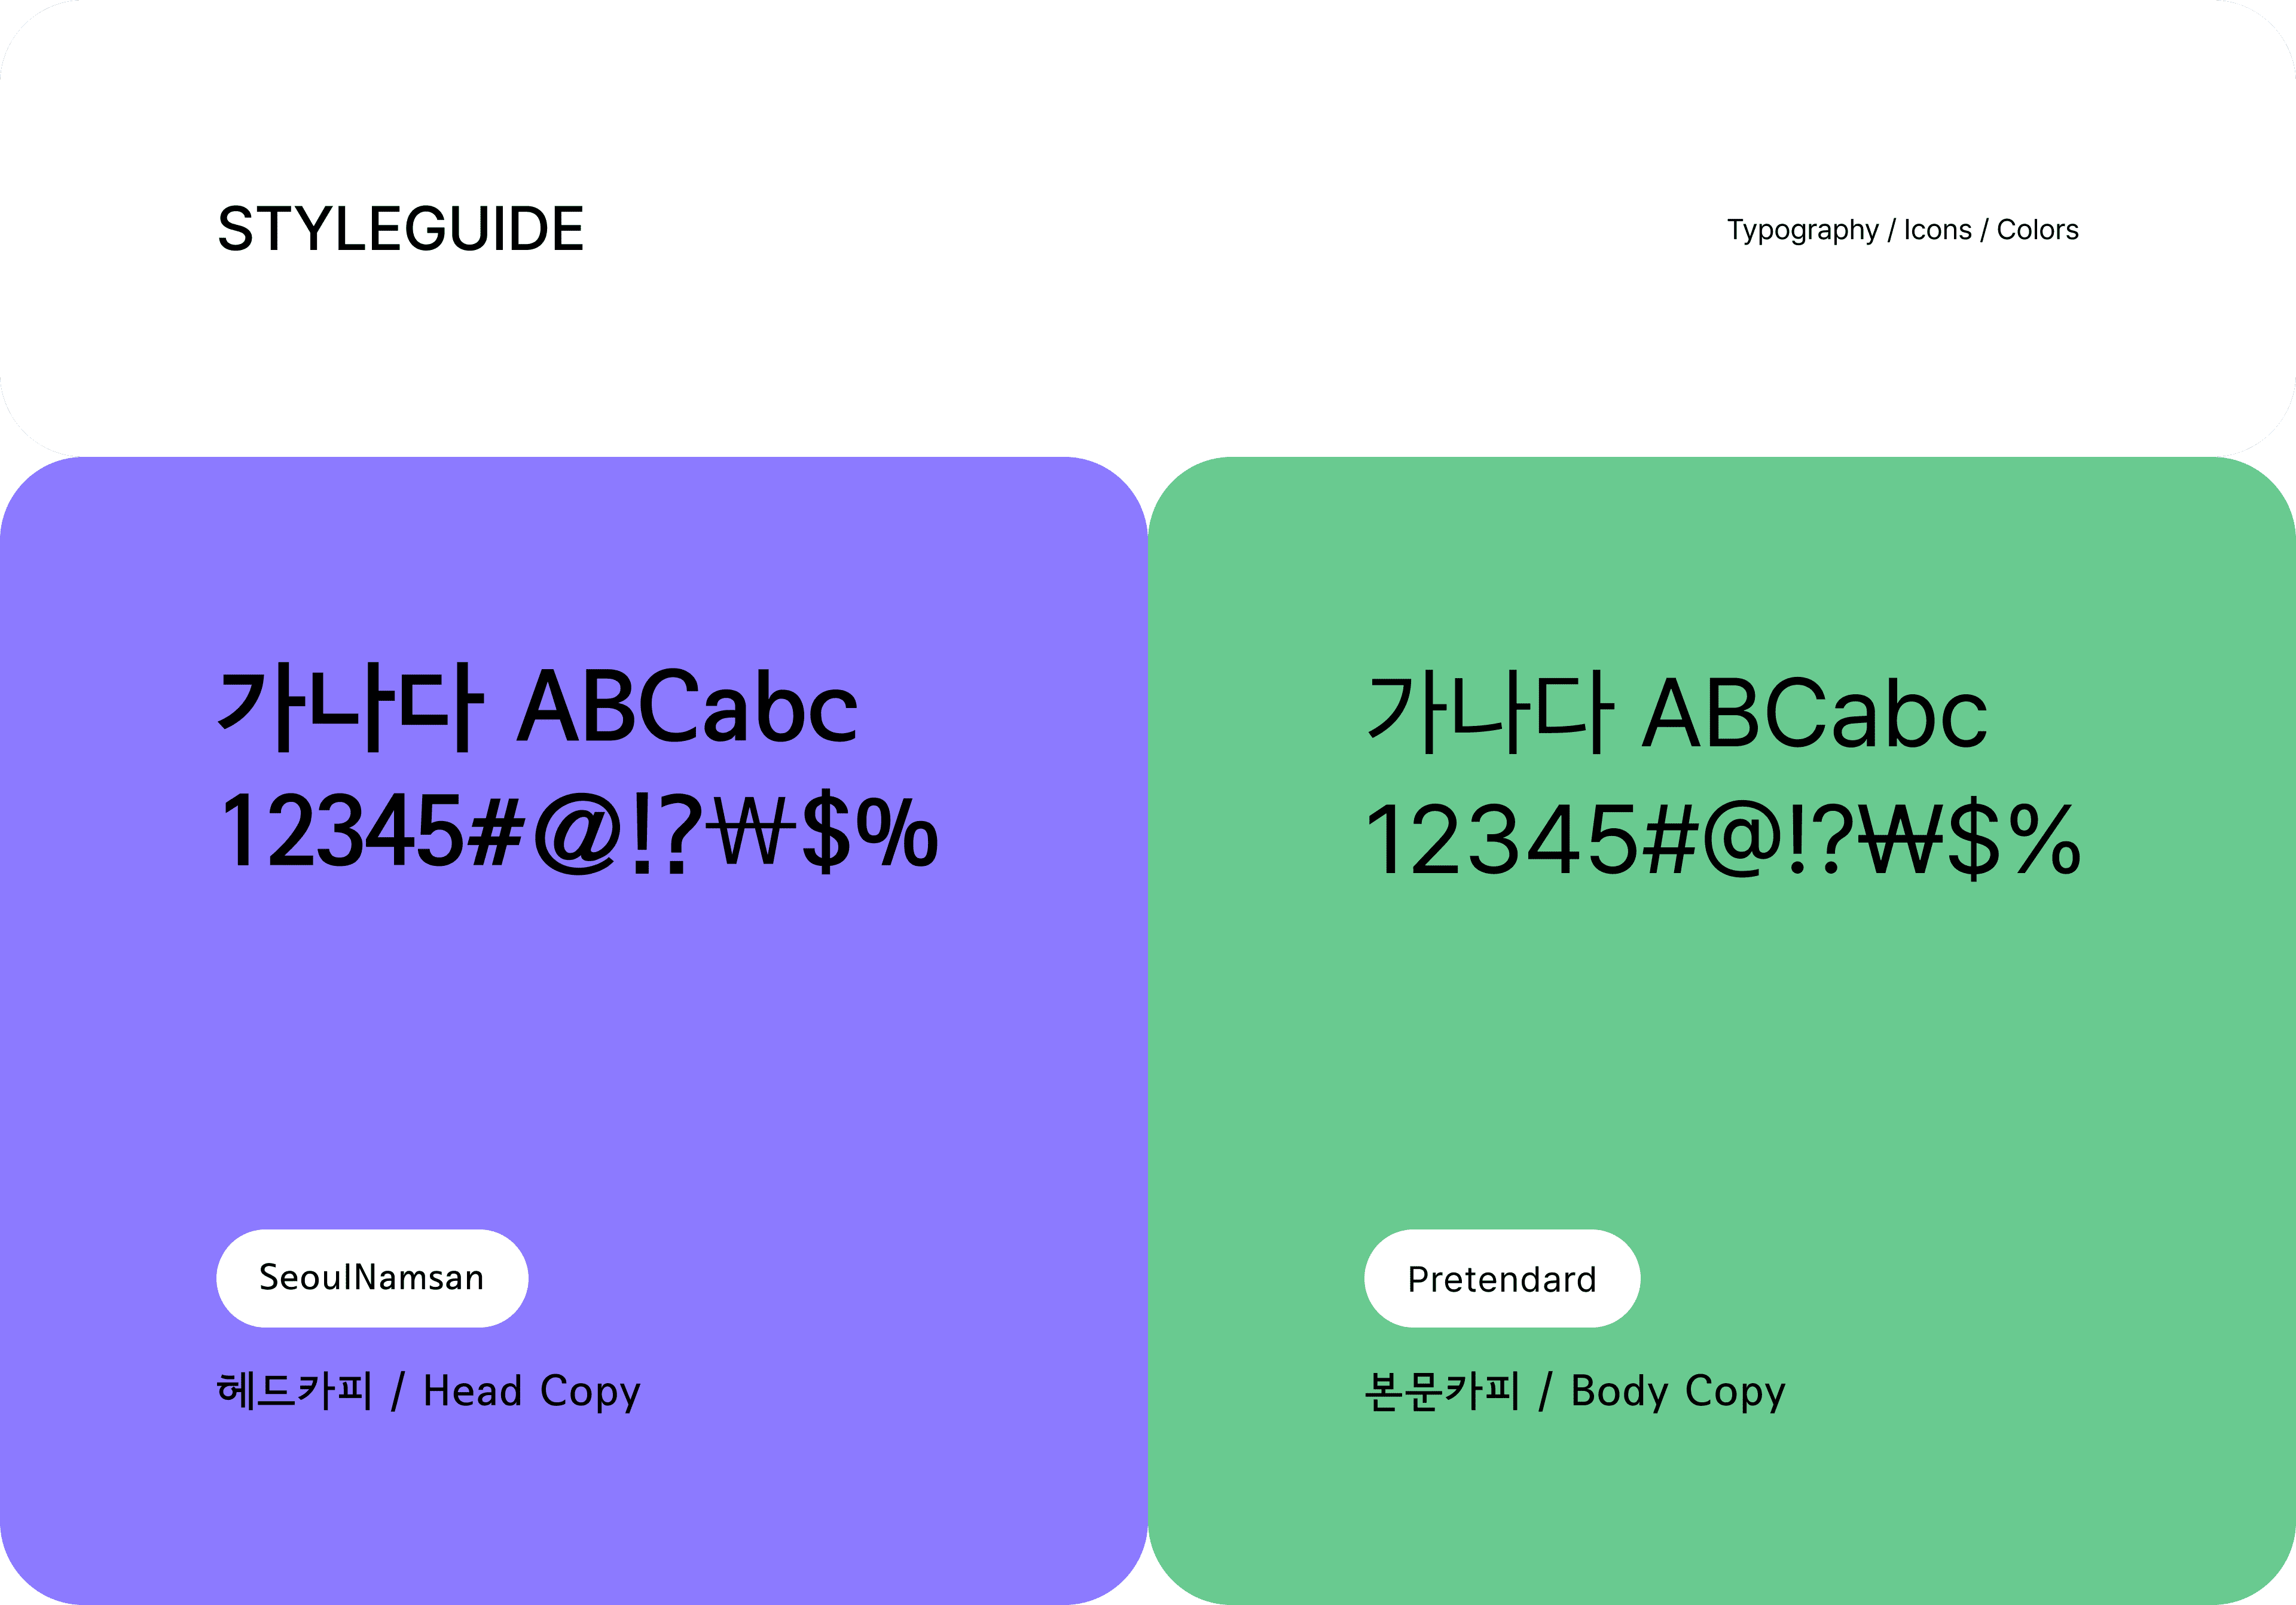 STYLEGUIDE
Typography / Icons / Colors
가나다 ABCabc
12345#@!?₩$%
SeoulNamsan
헤드카피 / Head Copy
가나다 ABCabc
12345#@!?₩$%
Pretendard
본문카피 / Body Copy